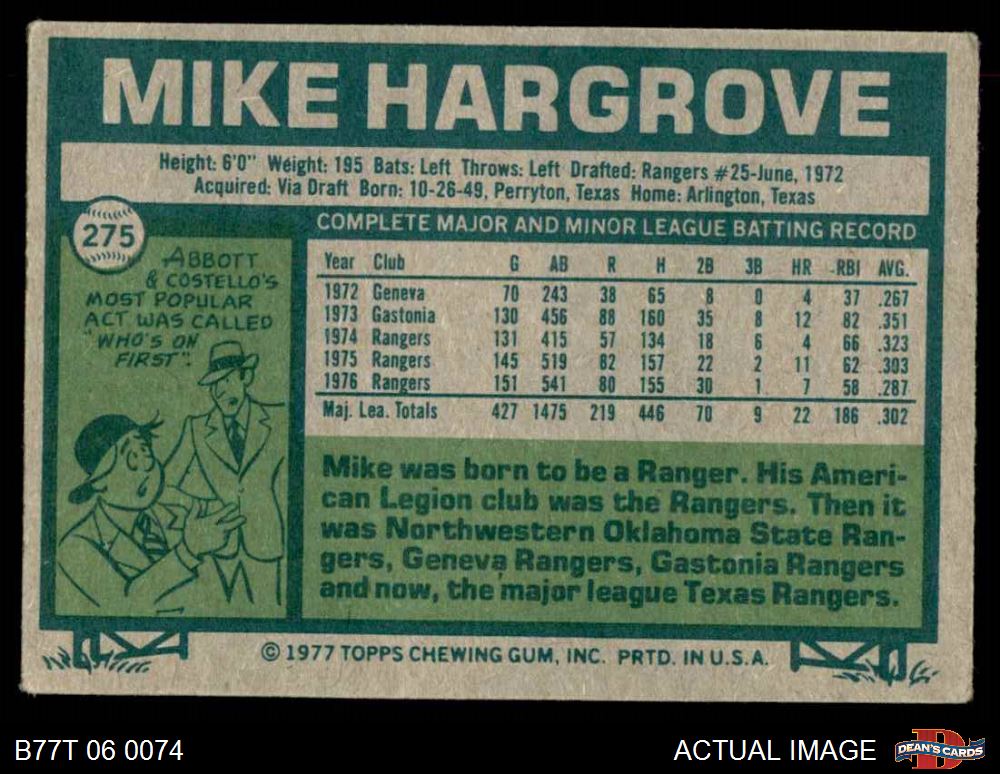 MIKE HARGROVE
Height: 6'0" Weight: 195 Bats: Left Throws: Left Drafted: Rangers #25-June, 1972
Acquired: Via Draft Born: 10-26-49, Perryton, Texas Home: Arlington, Texas
275
ABBOTT
& COSTELLO'S
MOST POPULAR
ACT WAS CALLED
"WHO'S ON
FIRST".
COMPLETE MAJOR AND MINOR LEAGUE BATTING RECORD
Year Club G AB R H 2B 3B HR RBI AVG.
1972 Geneva 70 243 38 65 8 0 4 37 .267
1973 Gastonia 130 456 88 160 35 8 12 82 .351
1974 Rangers 131 415 57 134 18 6 4 66 .323
1975 Rangers 145 519 82 157 22 2 11 62 .303
1976 Rangers 151 541 80 155 30 1 7 58 .287
Maj. Lea. Totals 427 1475 219 446 70 9 22 186 .302
Mike was born to be a Ranger. His Ameri-
can Legion club was the Rangers. Then it
was Northwestern Oklahoma State Ran-
gers, Geneva Rangers, Gastonia Rangers
and now, the major league Texas Rangers.
© 1977 TOPPS CHEWING GUM, INC. PRTD. IN U.S.A.
B77T 06 0074
ACTUAL IMAGE
D
DEAN'S CARDS